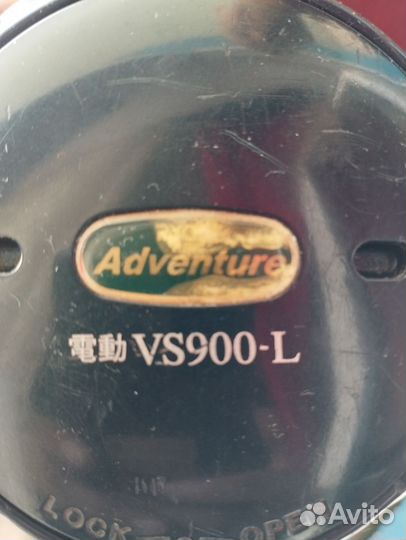 Adventure
電動 VS900-L
LOCK OPEN
Avito